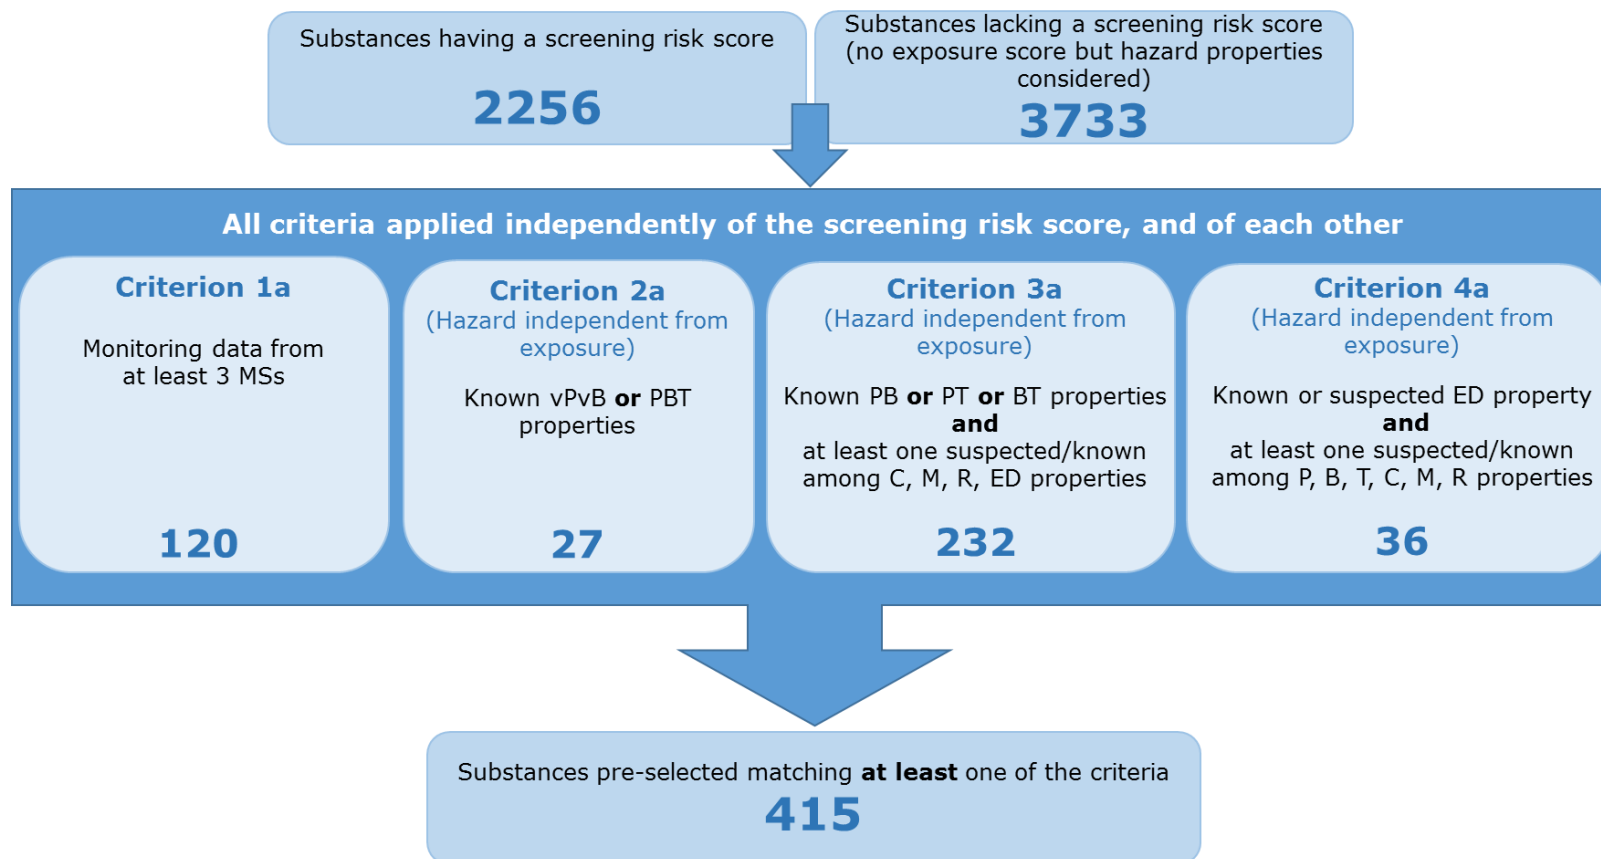 Substances having a screening risk score
2256
Substances lacking a screening risk score
(no exposure score but hazard properties
considered)
3733
All criteria applied independently of the screening risk score, and of each other
Criterion 1a
Monitoring data from
at least 3 MSs
120
Criterion 2a
(Hazard independent from
exposure)
Known vPvB or PBT
properties
27
Criterion 3a
(Hazard independent from
exposure)
Known PB or PT or BT properties
and
at least one suspected/known
among C, M, R, ED properties
232
Criterion 4a
(Hazard independent from
exposure)
Known or suspected ED property
and
at least one suspected/known
among P, B, T, C, M, R properties
36
Substances pre-selected matching at least one of the criteria
415